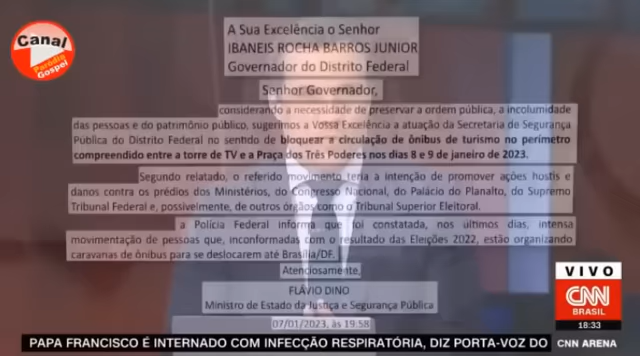 Canal
Paródia
Gospel
A Sua Excelência o Senhor
IBANEIS ROCHA BARROS JUNIOR
Governador do Distrito Federal
Senhor Governador,
considerando a necessidade de preservar a ordem pública, a incolumidade
das pessoas e do patrimônio público, sugerimos a Vossa Excelência a atuação da Secretaria de Segurança
Pública do Distrito Federal no sentido de bloquear a circulação de ônibus de turismo no perímetro
compreendido entre a torre de TV e a Praça dos Três Poderes nos dias 8 e 9 de janeiro de 2023.
Segundo relatado, o referido movimento teria a intenção de promover ações hostis e
danos contra os prédios dos Ministérios, do Congresso Nacional, do Palácio do Planalto, do Supremo
Tribunal Federal e, possivelmente, de outros órgãos como o Tribunal Superior Eleitoral.
a Polícia Federal informa que foi constatada, nos últimos dias, intensa
movimentação de pessoas que, inconformadas com o resultado das Eleições 2022, estão organizando
caravanas de ônibus para se deslocarem até Brasília/DF.
Atenciosamente,
FLÁVIO DINO
Ministro de Estado da Justiça e Segurança Pública
07/01/2023, às 19:58
VIVO
CNN
BRASIL
18:33
PAPA FRANCISCO É INTERNADO COM INFECÇÃO RESPIRATÓRIA, DIZ PORTA-VOZ DO
CNN ARENA